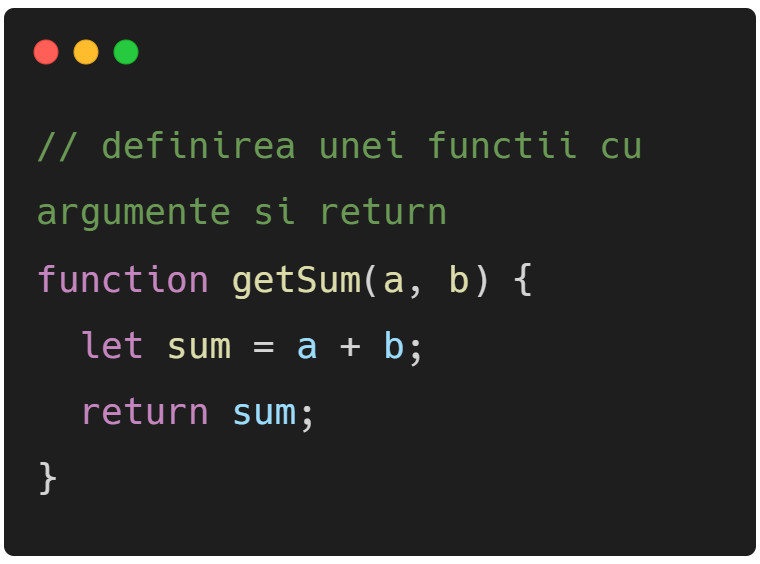 // definirea unei functii cu
argumente si return
function getSum(a, b) {
  let sum = a + b;
  return sum;
}